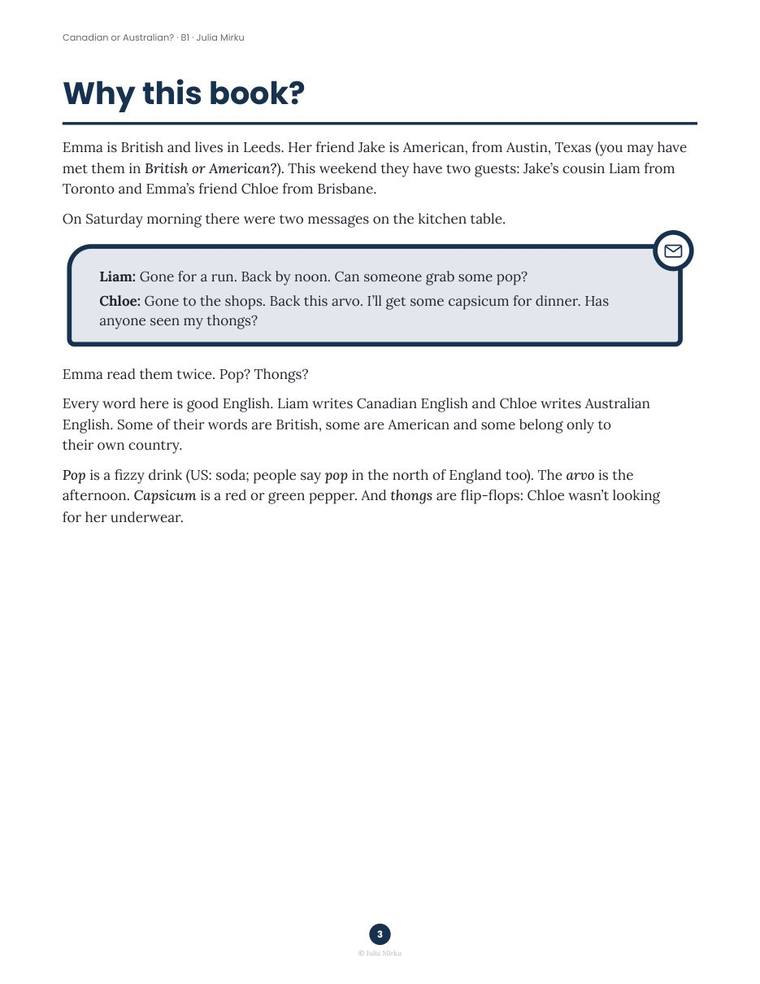 Canadian or Australian? · B1 · Julia Mirku
Why this book?
Emma is British and lives in Leeds. Her friend Jake is American, from Austin, Texas (you may have
met them in British or American?). This weekend they have two guests: Jake’s cousin Liam from
Toronto and Emma’s friend Chloe from Brisbane.
On Saturday morning there were two messages on the kitchen table.
Liam: Gone for a run. Back by noon. Can someone grab some pop?
Chloe: Gone to the shops. Back this arvo. I’ll get some capsicum for dinner. Has
anyone seen my thongs?
Emma read them twice. Pop? Thongs?
Every word here is good English. Liam writes Canadian English and Chloe writes Australian
English. Some of their words are British, some are American and some belong only to
their own country.
Pop is a fizzy drink (US: soda; people say pop in the north of England too). The arvo is the
afternoon. Capsicum is a red or green pepper. And thongs are flip-flops: Chloe wasn’t looking
for her underwear.
3
© Julia Mirku